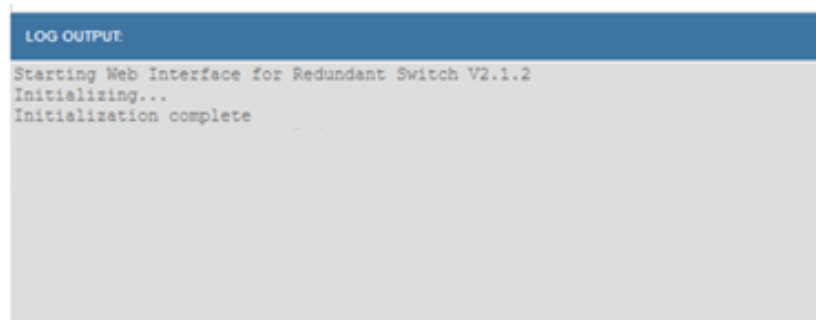 LOG OUTPUT:
Starting Web Interface for Redundant Switch V2.1.2
Initializing...
Initialization complete